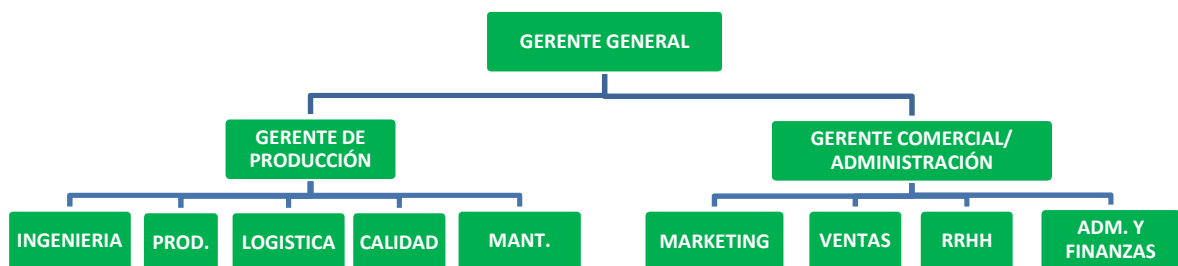 GERENTE GENERAL
GERENTE DE
PRODUCCIÓN
GERENTE COMERCIAL/
ADMINISTRACIÓN
INGENIERIA
PROD.
LOGISTICA
CALIDAD
MANT.
MARKETING
VENTAS
RRHH
ADM. Y
FINANZAS